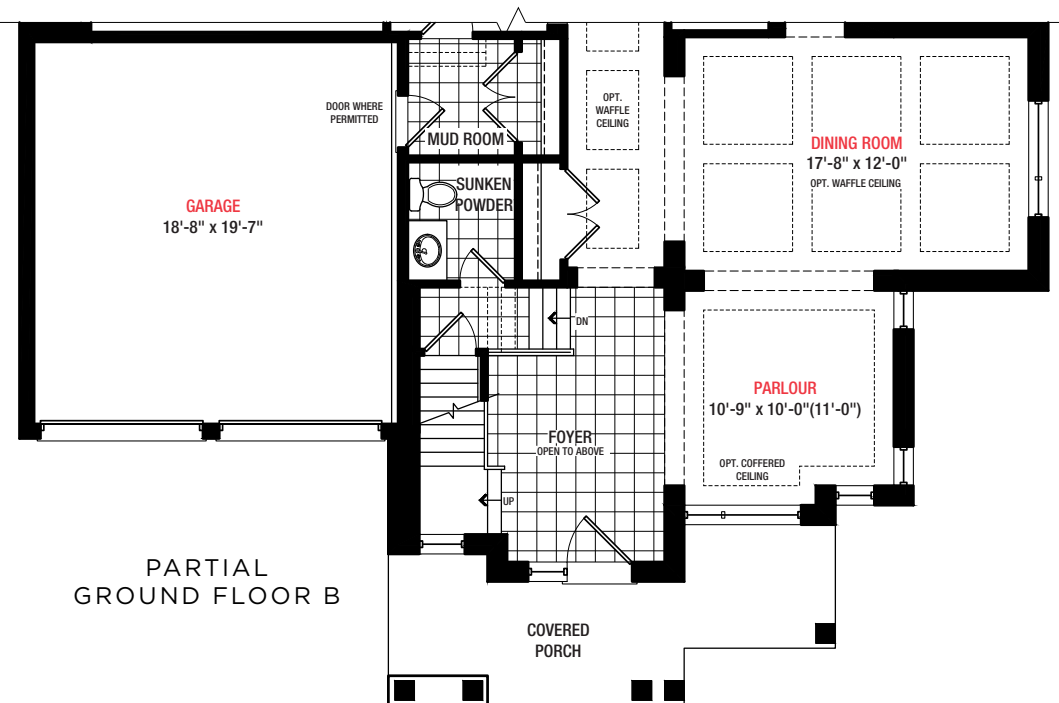 DOOR WHERE
PERMITTED
MUD ROOM
OPT.
WAFFLE
CEILING
DINING ROOM
17'-8" x 12'-0"
OPT. WAFFLE CEILING
GARAGE
18'-8" x 19'-7"
SUNKEN
POWDER
DN
PARLOUR
10'-9" x 10'-0"(11'-0")
FOYER
OPEN TO ABOVE
OPT. COFFERED
CEILING
UP
PARTIAL
GROUND FLOOR B
COVERED
PORCH